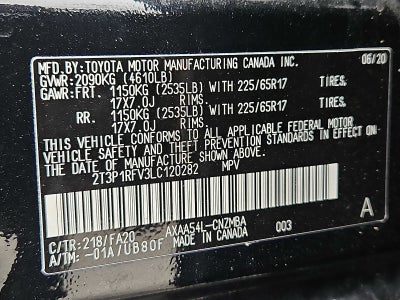 MFD.BY:TOYOTA MOTOR MANUFACTURING CANADA INC. 06/20
GVWR:2090KG (4610LB)
GAWR:FRT. 1150KG (2535LB) WITH 225/65R17 TIRES,
17X7.0J RIMS.
RR. 1150KG (2535LB) WITH 225/65R17 TIRES,
17X7.0J RIMS.
THIS VEHICLE CONFORMS TO ALL APPLICABLE FEDERAL MOTOR
VEHICLE SAFETY AND THEFT PREVENTION STANDARDS IN EFFECT ON
THE DATE OF MANUFACTURE SHOWN ABOVE.
2T3P1RFV3LC120282 MPV
C/TR:218/FA20 AXAA54L-CNZMBA 003 A
A/TM:-01A/UB80F MADE IN CANADA